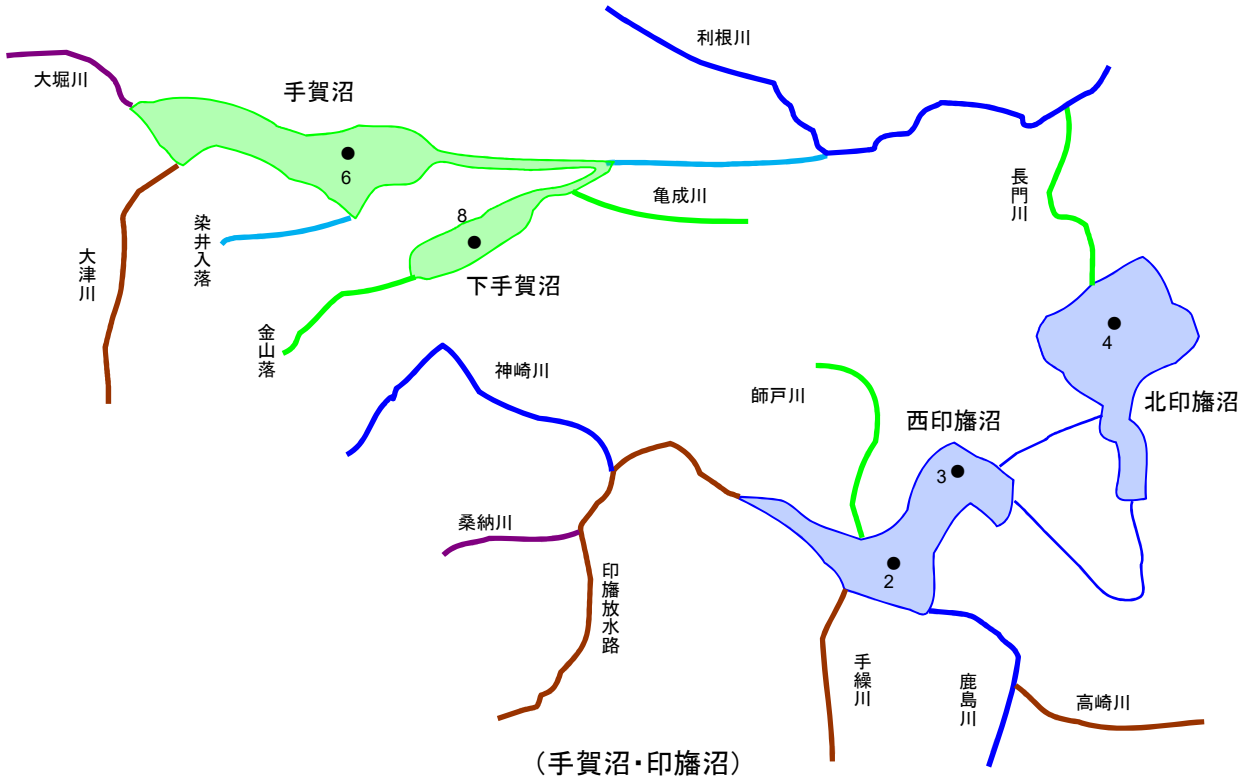 利根川
大堀川
手賀沼
6
長門川
亀成川
染井入落
8
大津川
下手賀沼
金山落
4
神崎川
師戸川
北印旛沼
西印旛沼
3
桑納川
2
印旛放水路
手繰川
鹿島川
高崎川
(手賀沼・印旛沼)